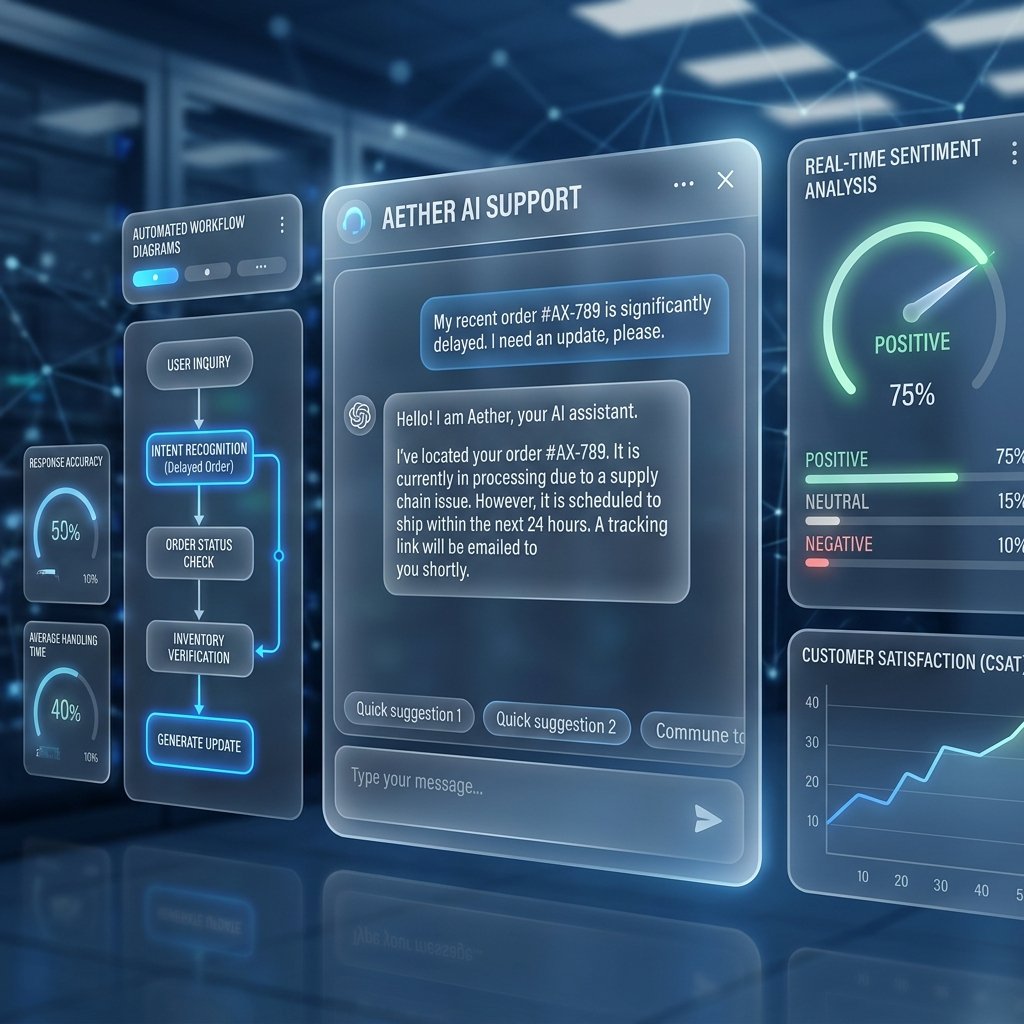 AUTOMATED WORKFLOW
DIAGRAMS
USER INQUIRY
INTENT RECOGNITION
(Delayed Order)
ORDER STATUS
CHECK
INVENTORY
VERIFICATION
GENERATE UPDATE
RESPONSE ACCURACY
50%
10%
AVERAGE HANDLING
TIME
40%
10%
AETHER AI SUPPORT
My recent order #AX-789 is significantly
delayed. I need an update, please.
Hello! I am Aether, your AI assistant.
I've located your order #AX-789. It is
currently in processing due to a supply
chain issue. However, it is scheduled to
ship within the next 24 hours. A tracking
link will be emailed to
you shortly.
Quick suggestion 1
Quick suggestion 2
Commune to
Type your message...
REAL-TIME SENTIMENT
ANALYSIS
POSITIVE
75%
POSITIVE 75%
NEUTRAL 15%
NEGATIVE 10%
CUSTOMER SATISFACTION (CSAT)
40
30
20
10
10 20 30 40 5